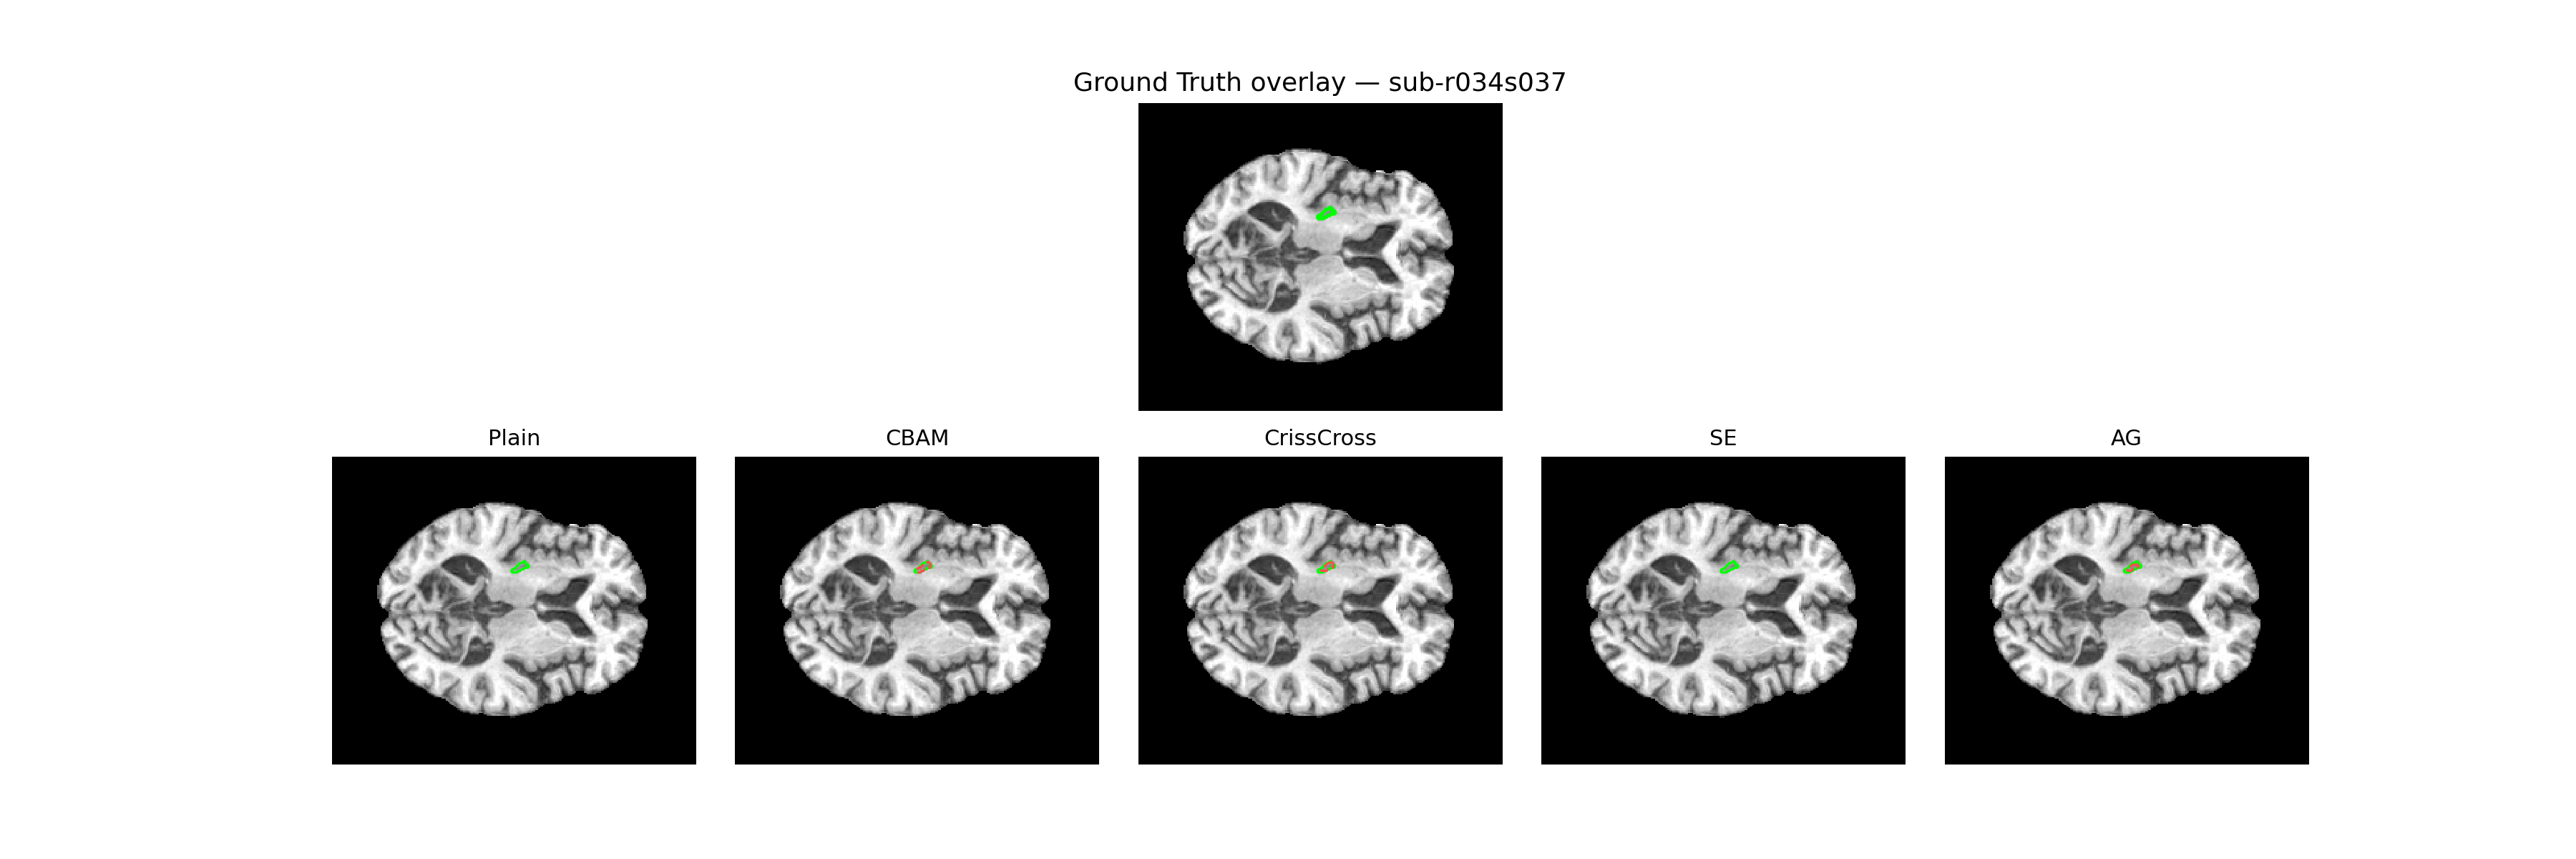 Ground Truth overlay — sub-r034s037
Plain
CBAM
CrissCross
SE
AG